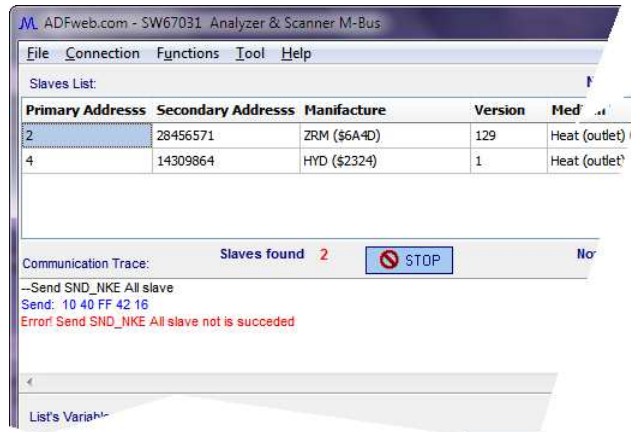 ADFweb.com - SW67031 Analyzer & Scanner M-Bus
File Connection Functions Tool Help
Slaves List:
Primary Addresss Secondary Addresss Manifacture Version
2 28456571 ZRM ($6A4D) 129 Heat (outlet)
4 14309864 HYD ($2324) 1 Heat (outlet)
Slaves found 2 STOP
Communication Trace:
--Send SND_NKE All slave
Send: 10 40 FF 42 16
Error! Send SND_NKE All slave not is succeded
List's